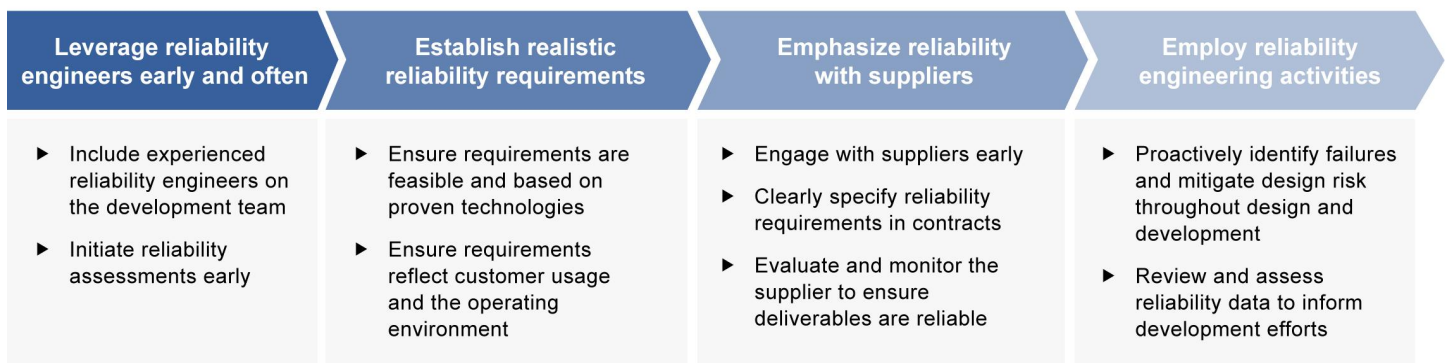 Leverage reliability
engineers early and often
► Include experienced
reliability engineers on
the development team
► Initiate reliability
assessments early
Establish realistic
reliability requirements
► Ensure requirements are
feasible and based on
proven technologies
► Ensure requirements
reflect customer usage
and the operating
environment
Emphasize reliability
with suppliers
► Engage with suppliers early
► Clearly specify reliability
requirements in contracts
► Evaluate and monitor the
supplier to ensure
deliverables are reliable
Employ reliability
engineering activities
► Proactively identify failures
and mitigate design risk
throughout design and
development
► Review and assess
reliability data to inform
development efforts